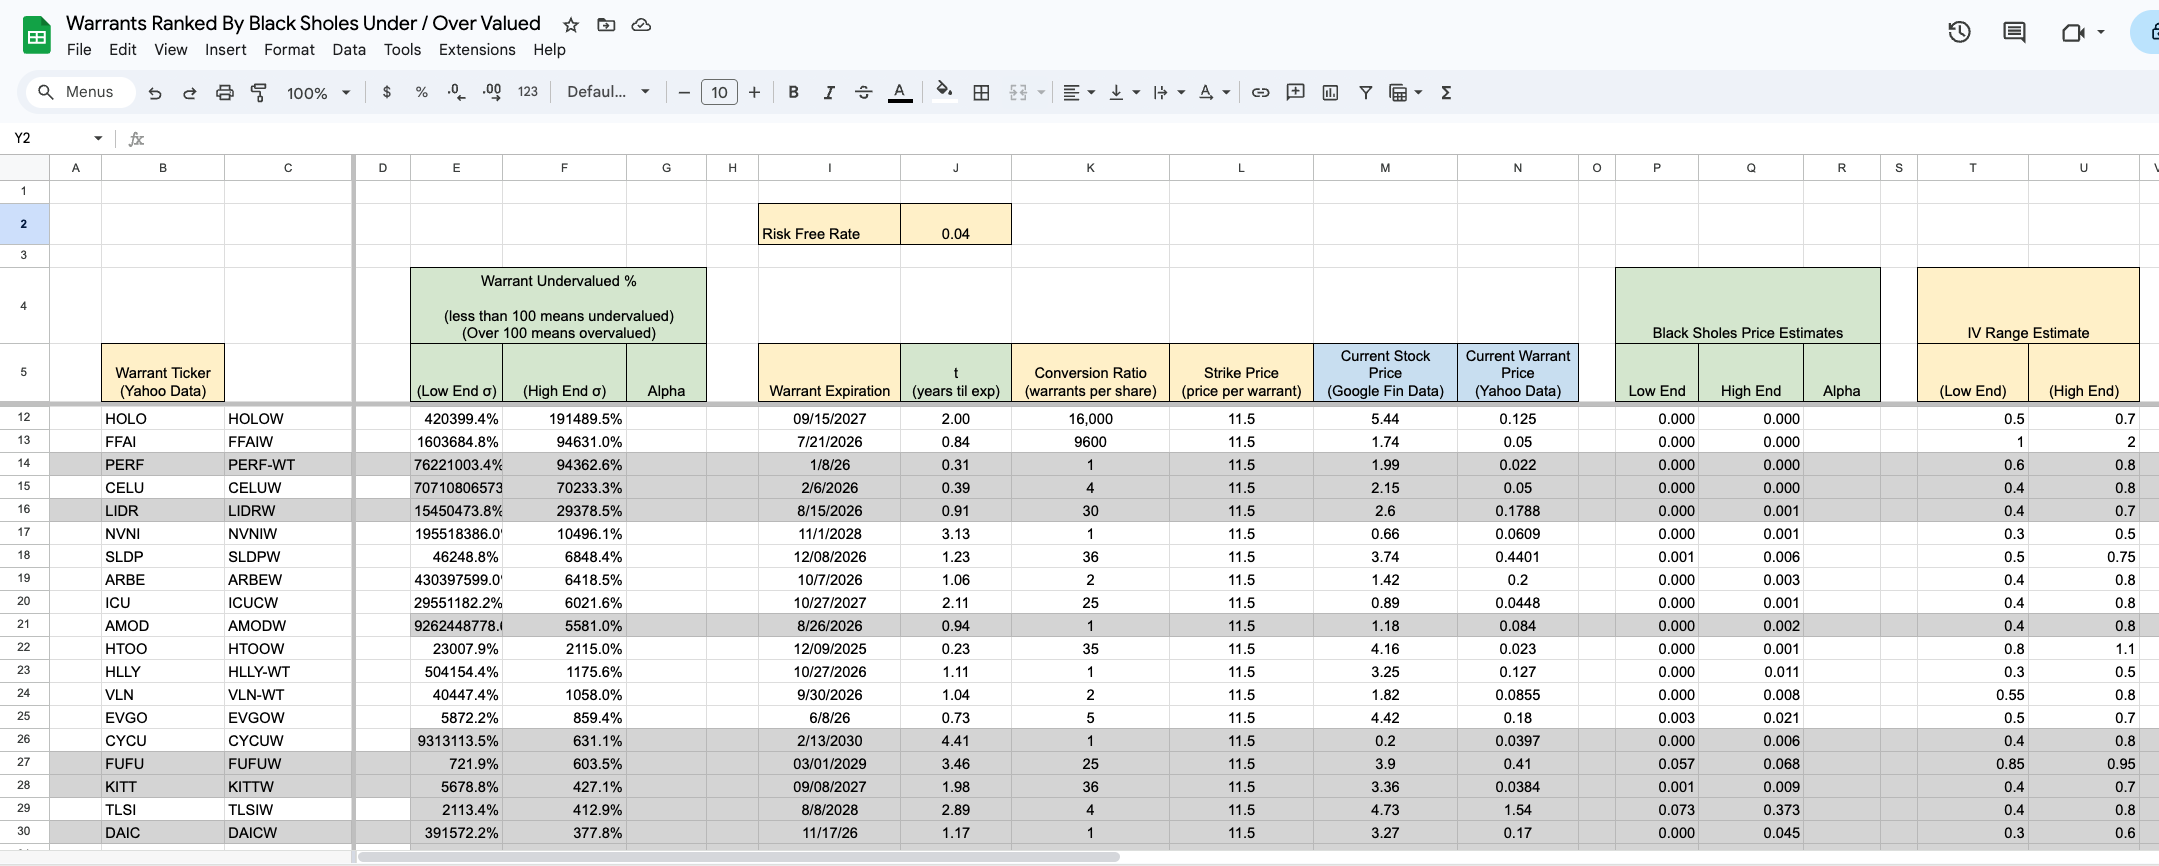 Warrants Ranked By Black Sholes Under / Over Valued
File Edit View Insert Format Data Tools Extensions Help
Menus 100% $ % .0 .00 123 Defaul... 10 B I A
Y2 fx
A B C D E F G H I J K L M N O P Q R S T U
1
2 Risk Free Rate 0.04
3
4 Warrant Undervalued %
(less than 100 means undervalued)
(Over 100 means overvalued) Black Sholes Price Estimates IV Range Estimate
5 Warrant Ticker (Yahoo Data) (Low End σ) (High End σ) Alpha Warrant Expiration t (years til exp) Conversion Ratio (warrants per share) Strike Price (price per warrant) Current Stock Price (Google Fin Data) Current Warrant Price (Yahoo Data) Low End High End Alpha (Low End) (High End)
12 HOLO HOLOW 420399.4% 191489.5% 09/15/2027 2.00 16,000 11.5 5.44 0.125 0.000 0.000 0.5 0.7
13 FFAI FFAIW 1603684.8% 94631.0% 7/21/2026 0.84 9600 11.5 1.74 0.05 0.000 0.000 1 2
14 PERF PERF-WT 76221003.4% 94362.6% 1/8/26 0.31 1 11.5 1.99 0.022 0.000 0.000 0.6 0.8
15 CELU CELUW 70710806573 70233.3% 2/6/2026 0.39 4 11.5 2.15 0.05 0.000 0.000 0.4 0.8
16 LIDR LIDRW 15450473.8% 29378.5% 8/15/2026 0.91 30 11.5 2.6 0.1788 0.000 0.001 0.4 0.7
17 NVNI NVNIW 195518386.0 10496.1% 11/1/2028 3.13 1 11.5 0.66 0.0609 0.000 0.001 0.3 0.5
18 SLDP SLDPW 46248.8% 6848.4% 12/08/2026 1.23 36 11.5 3.74 0.4401 0.001 0.006 0.5 0.75
19 ARBE ARBEW 430397599.0 6418.5% 10/7/2026 1.06 2 11.5 1.42 0.2 0.000 0.003 0.4 0.8
20 ICU ICUCW 29551182.2% 6021.6% 10/27/2027 2.11 25 11.5 0.89 0.0448 0.000 0.001 0.4 0.8
21 AMOD AMODW 9262448778. 5581.0% 8/26/2026 0.94 1 11.5 1.18 0.084 0.000 0.002 0.4 0.8
22 HTOO HTOOW 23007.9% 2115.0% 12/09/2025 0.23 35 11.5 4.16 0.023 0.000 0.001 0.8 1.1
23 HLLY HLLY-WT 504154.4% 1175.6% 10/27/2026 1.11 1 11.5 3.25 0.127 0.000 0.011 0.3 0.5
24 VLN VLN-WT 40447.4% 1058.0% 9/30/2026 1.04 2 11.5 1.82 0.0855 0.000 0.008 0.55 0.8
25 EVGO EVGOW 5872.2% 859.4% 6/8/26 0.73 5 11.5 4.42 0.18 0.003 0.021 0.5 0.7
26 CYCU CYCUW 9313113.5% 631.1% 2/13/2030 4.41 1 11.5 0.2 0.0397 0.000 0.006 0.4 0.8
27 FUFU FUFUW 721.9% 603.5% 03/01/2029 3.46 25 11.5 3.9 0.41 0.057 0.068 0.85 0.95
28 KITT KITTW 5678.8% 427.1% 09/08/2027 1.98 36 11.5 3.36 0.0384 0.001 0.009 0.4 0.7
29 TLSI TLSIW 2113.4% 412.9% 8/8/2028 2.89 4 11.5 4.73 1.54 0.073 0.373 0.4 0.8
30 DAIC DAICW 391572.2% 377.8% 11/17/26 1.17 1 11.5 3.27 0.17 0.000 0.045 0.3 0.6